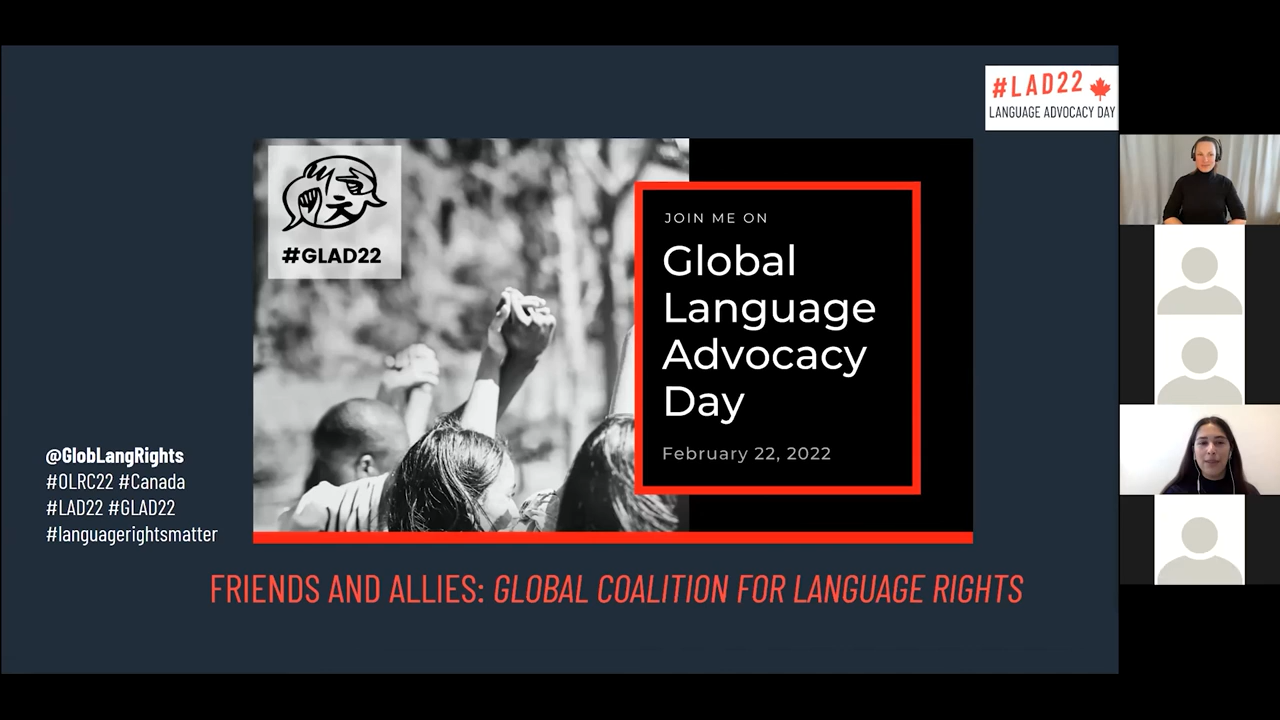 #LAD22
LANGUAGE ADVOCACY DAY
#GLAD22
JOIN ME ON
Global
Language
Advocacy
Day
February 22, 2022
@GlobLangRights
#OLRC22 #Canada
#LAD22 #GLAD22
#languagerightsmatter
FRIENDS AND ALLIES: GLOBAL COALITION FOR LANGUAGE RIGHTS